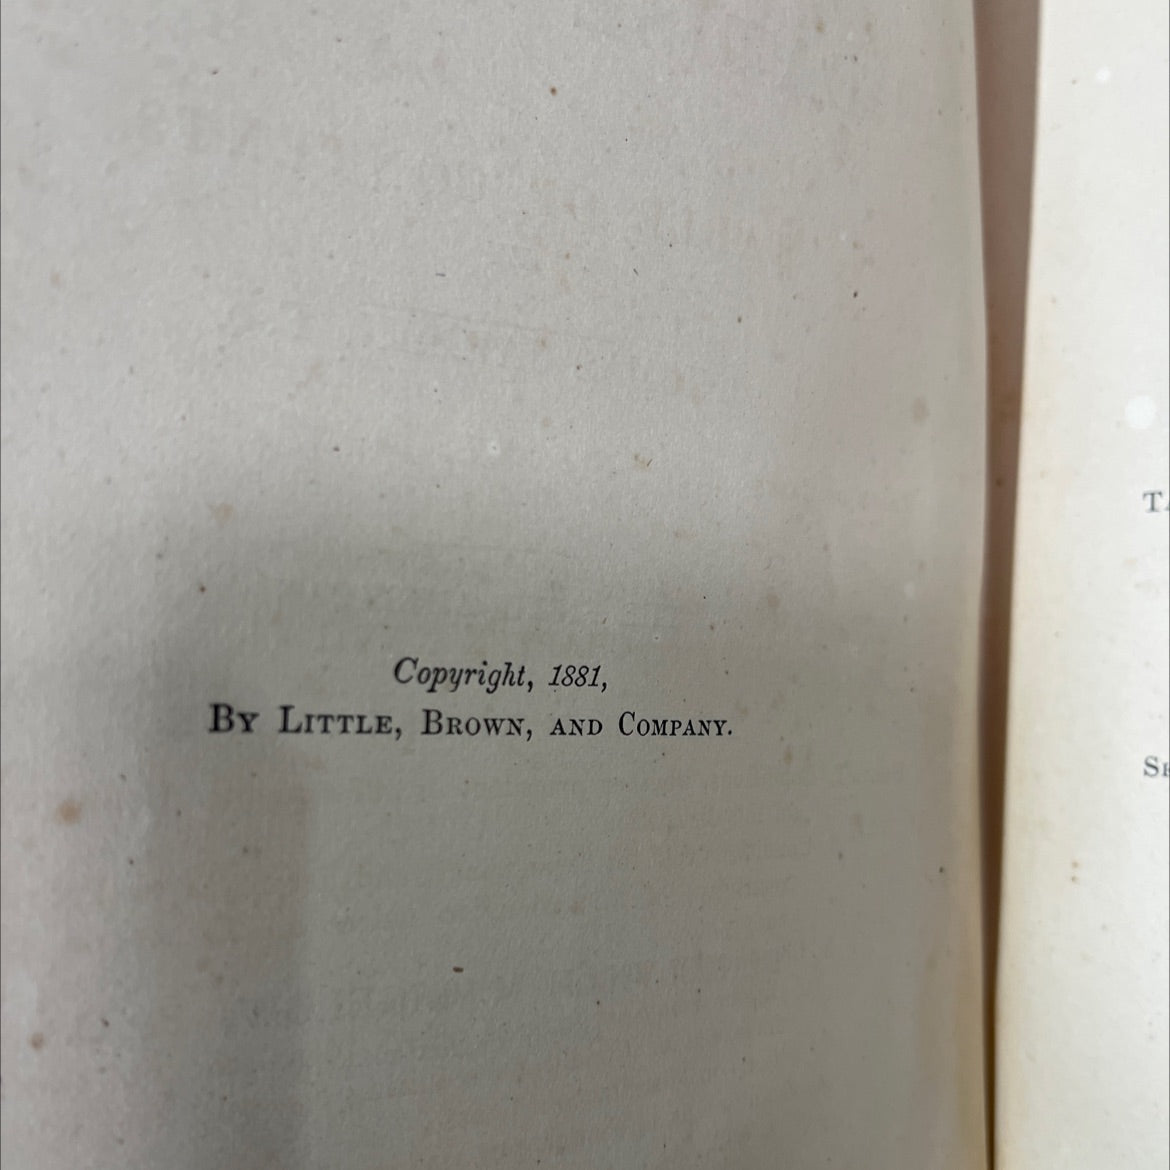 Copyright, 1881,
By Little, Brown, and Company.